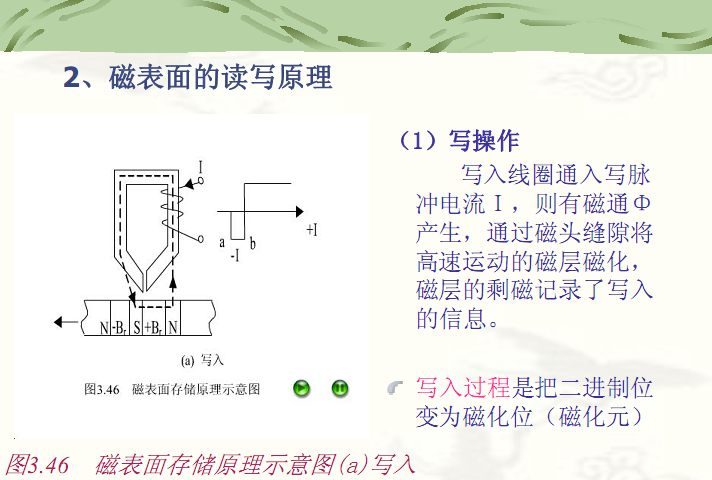 2、磁表面的读写原理
（1）写操作
写入线圈通入写脉
冲电流Ｉ，则有磁通Φ
产生，通过磁头缝隙将
高速运动的磁层磁化，
磁层的剩磁记录了写入
的信息。
写入过程是把二进制位
变为磁化位（磁化元）
I
+I
a
b
-I
N -Br S +Br N
(a) 写入
图3.46 磁表面存储原理示意图
图3.46 磁表面存储原理示意图(a)写入